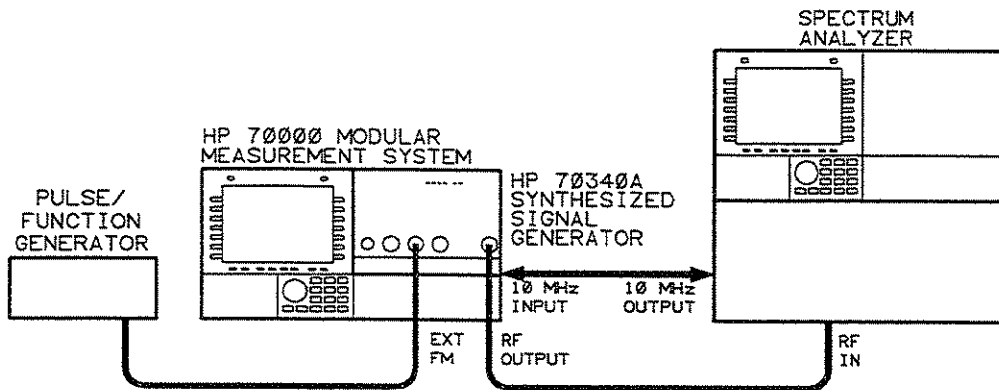 SPECTRUM
ANALYZER
HP 70000 MODULAR
MEASUREMENT SYSTEM
HP 70340A
SYNTHESIZED
SIGNAL
GENERATOR
PULSE/
FUNCTION
GENERATOR
10 MHz
INPUT
10 MHz
OUTPUT
EXT
FM
RF
OUTPUT
RF
IN